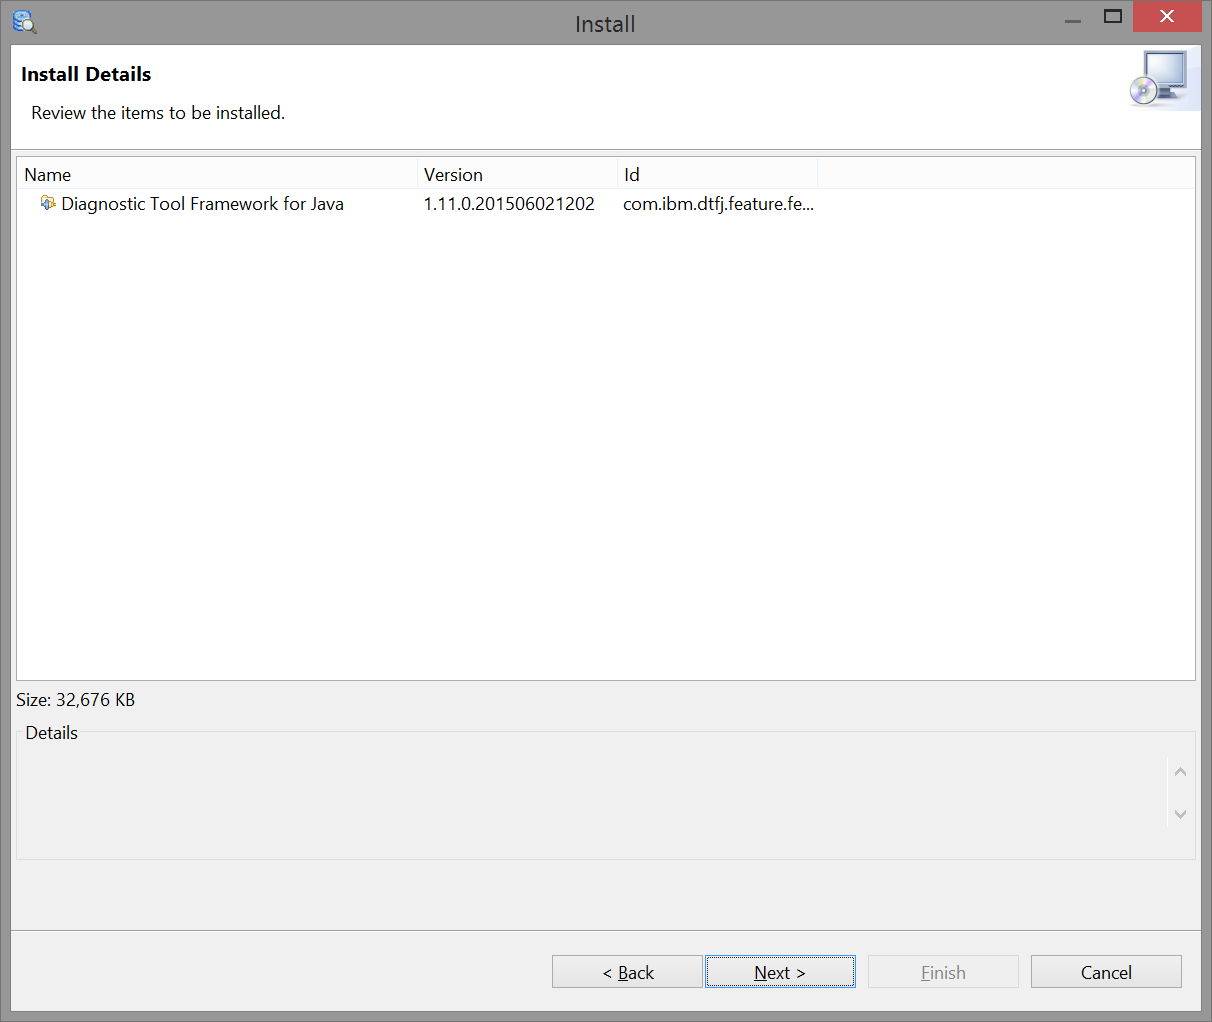 Install
Install Details
Review the items to be installed.
Name Version Id
Diagnostic Tool Framework for Java 1.11.0.201506021202 com.ibm.dtfj.feature.fe...
Size: 32,676 KB
Details
< Back Next > Finish Cancel